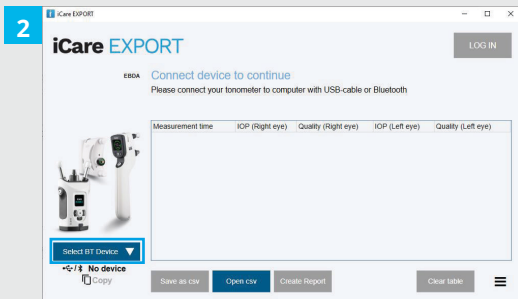 2
iCare EXPORT
iCare EXPORT
LOG IN
EBDA
Connect device to continue
Please connect your tonometer to computer with USB-cable or Bluetooth
Measurement time IOP (Right eye) Quality (Right eye) IOP (Left eye) Quality (Left eye)
Select BT Device
No device
Copy
Save as csv Open csv Create Report Clear table